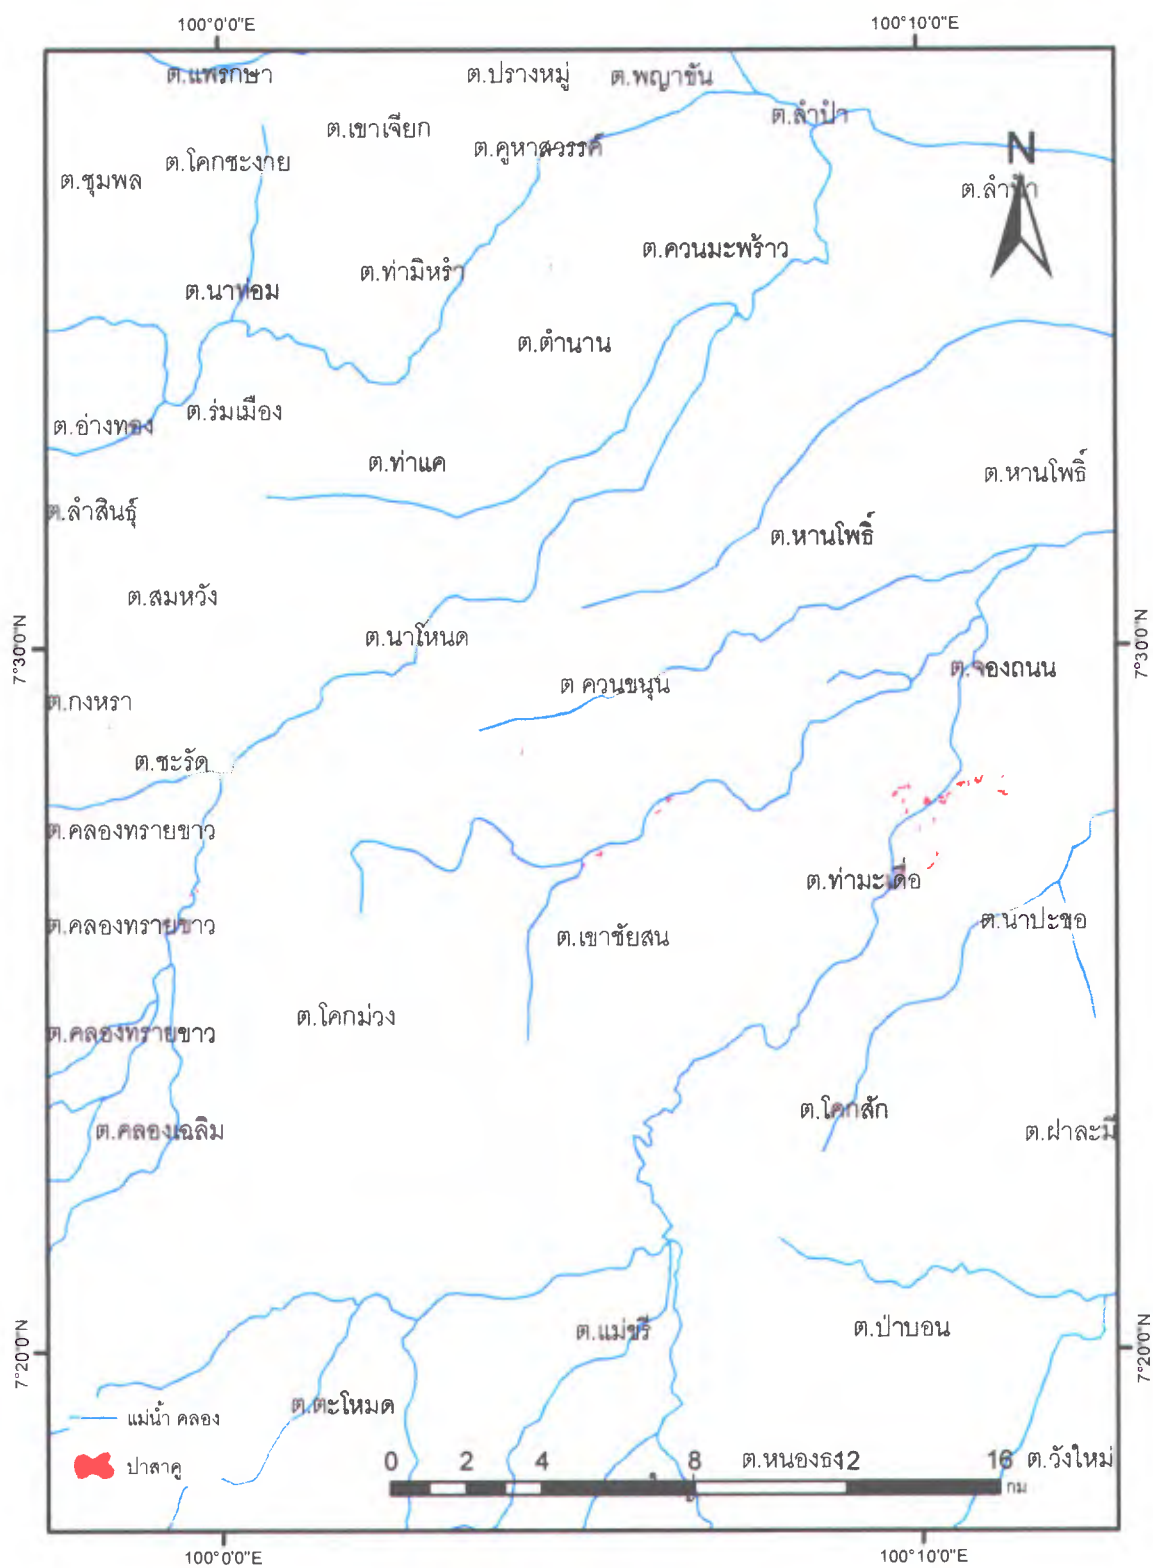 100°0'0"E
100°10'0"E
ต.แพรกษา
ต.ปรางหมู่
ต.พญาขัน
ต.ลำปำ
ต.เขาเจียก
ต.คูหาสวรรค์
ต.โคกชะงาย
ต.ชุมพล
N
ต.ลำปำ
ต.ควนมะพร้าว
ต.ท่ามิหรำ
ต.นาท่อม
ต.ตำนาน
ต.ร่มเมือง
ต.อ่างทอง
ต.ท่าแค
ต.หานโพธิ์
ต.ลำสินธุ์
ต.หานโพธิ์
ต.สมหวัง
ต.นาโหนด
7°30'0"N
7°30'0"N
ต.จองถนน
ต ควนขนุน
ต.กงหรา
ต.ชะรัด
ต.คลองทรายขาว
ต.ท่ามะเดื่อ
ต.นาปะขอ
ต.คลองทรายขาว
ต.เขาชัยสน
ต.โคกม่วง
ต.คลองทรายขาว
ต.โคกสัก
ต.คลองเฉลิม
ต.ฝาละมี
ต.แม่ขรี
ต.ป่าบอน
7°20'0"N
7°20'0"N
ต.ตะโหมด
แม่น้ำ คลอง
ป่าสาคู
0 2 4 8 12 16
กม
ต.หนองธง
ต.วังใหม่
100°0'0"E
100°10'0"E